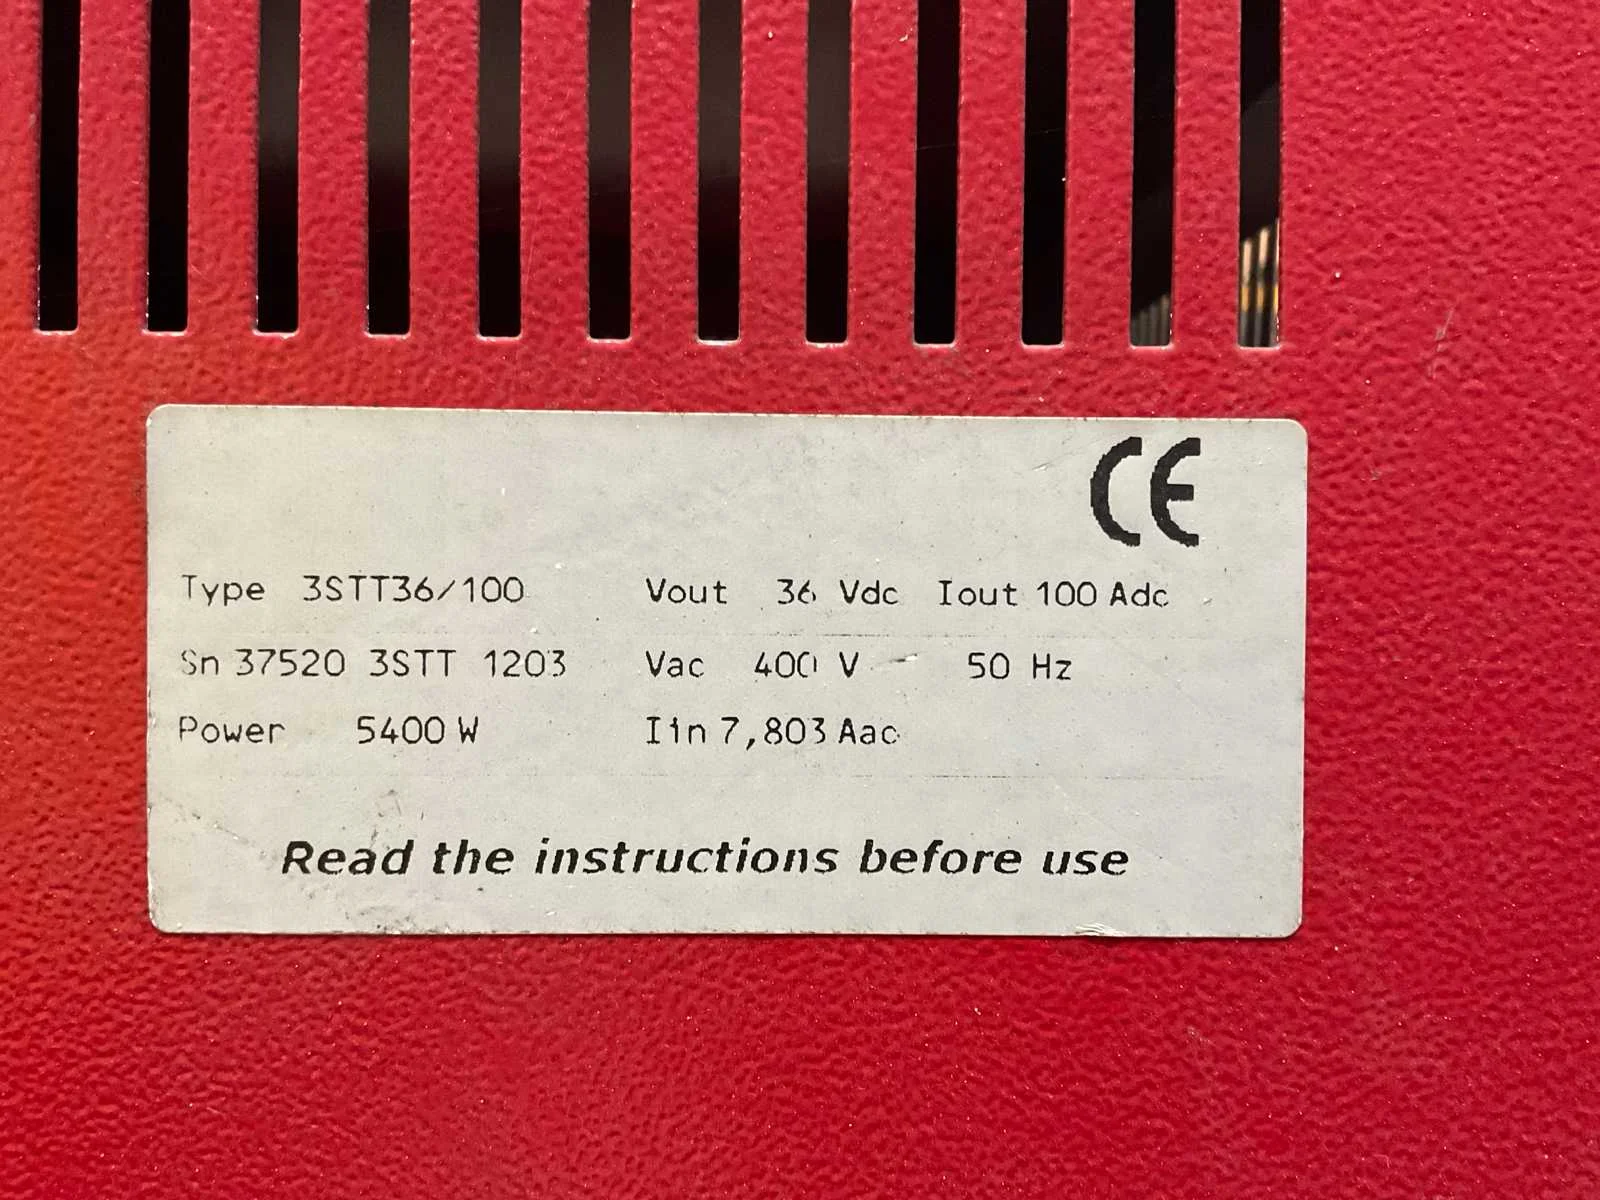 CE
Type 3STT36/100 Vout 36 Vdc Iout 100 Adc
Sn 37520 3STT 1203 Vac 400 V 50 Hz
Power 5400 W Iin 7,803 Aac
Read the instructions before use